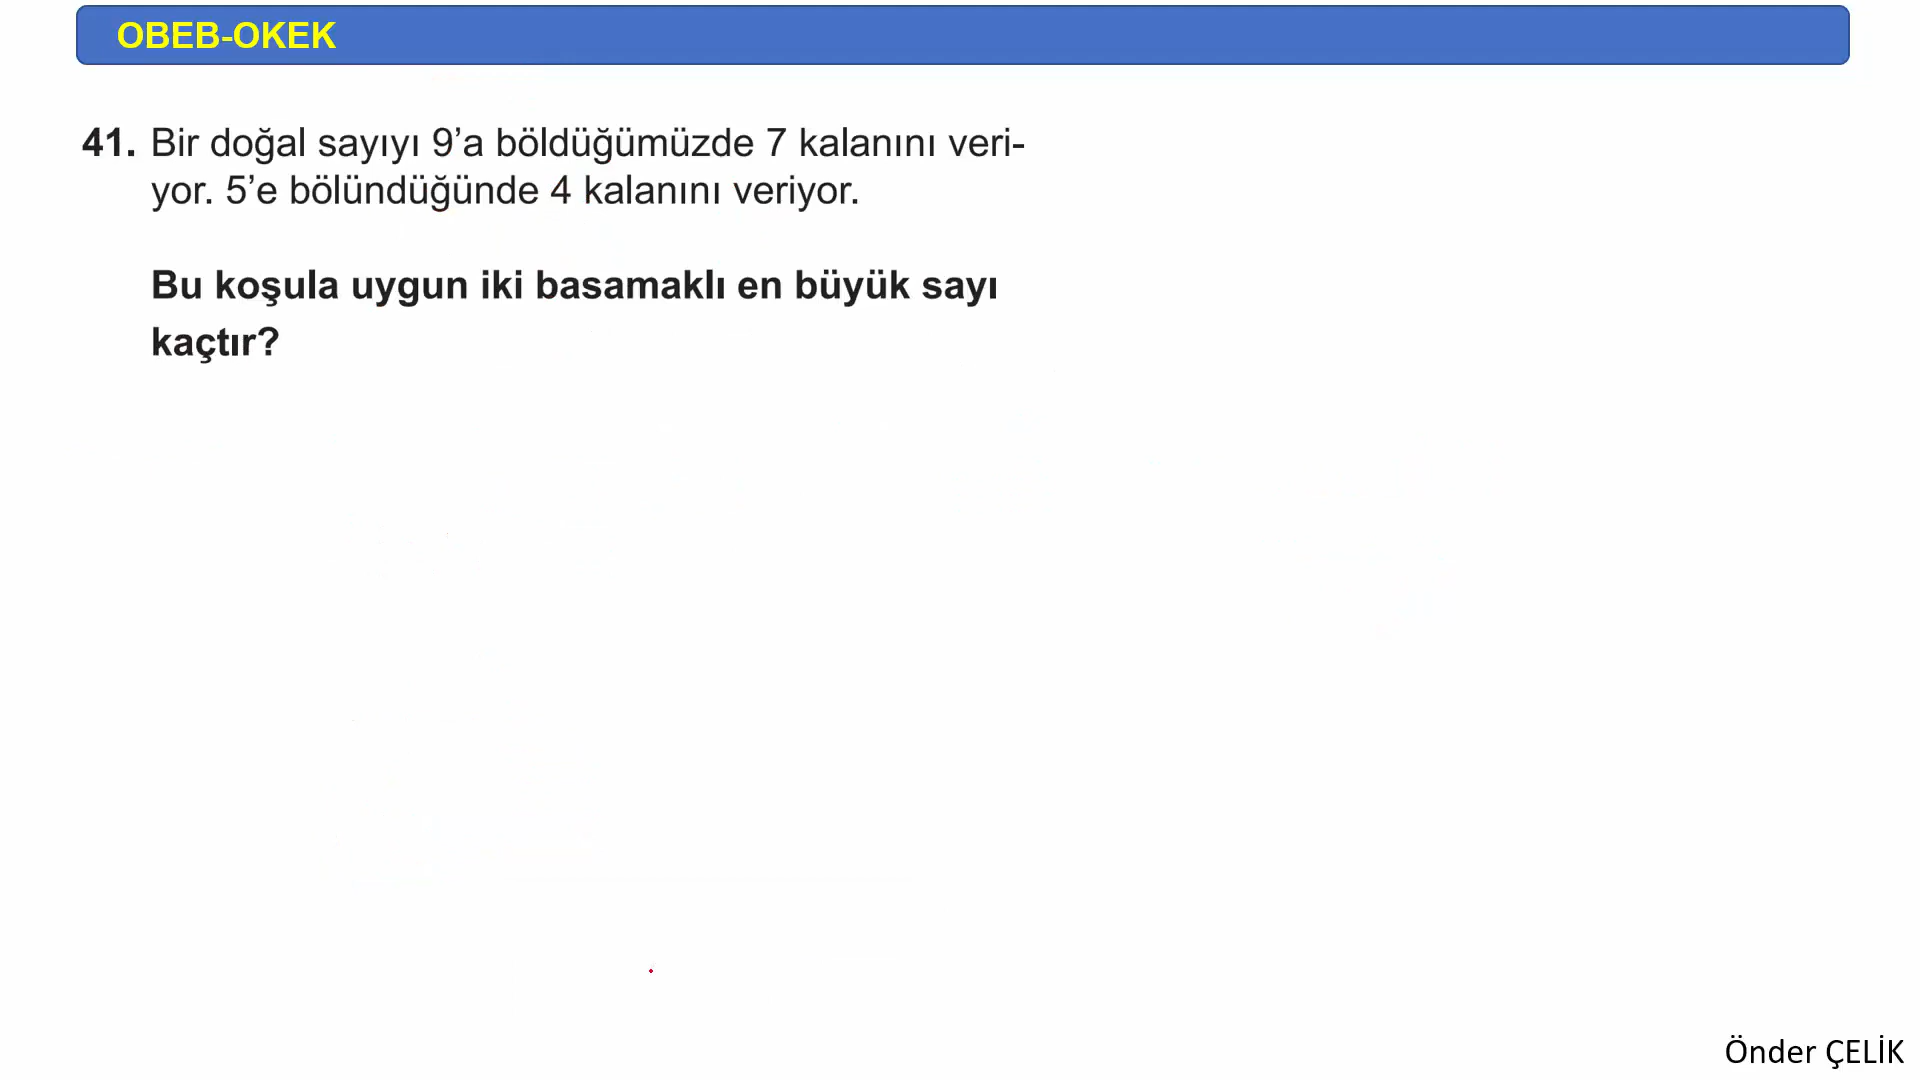 OBEB-OKEK
41. Bir doğal sayıyı 9’a böldüğümüzde 7 kalanını veri-
yor. 5’e bölündüğünde 4 kalanını veriyor.
Bu koşula uygun iki basamaklı en büyük sayı
kaçtır?
Önder ÇELİK